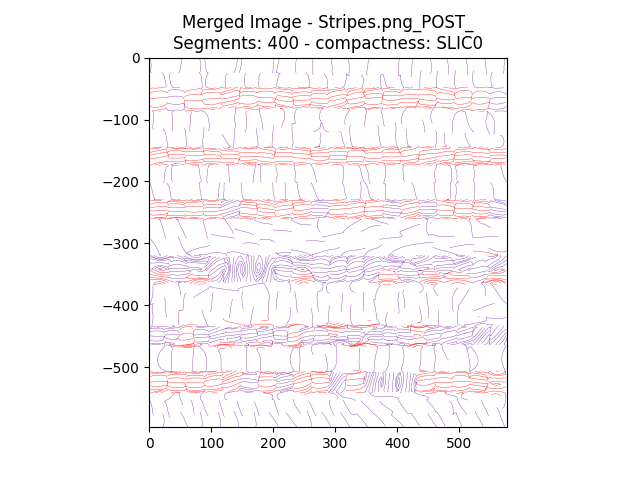 Merged Image - Stripes.png_POST_
Segments: 400 - compactness: SLIC0
0
−100
−200
−300
−400
−500
0 100 200 300 400 500